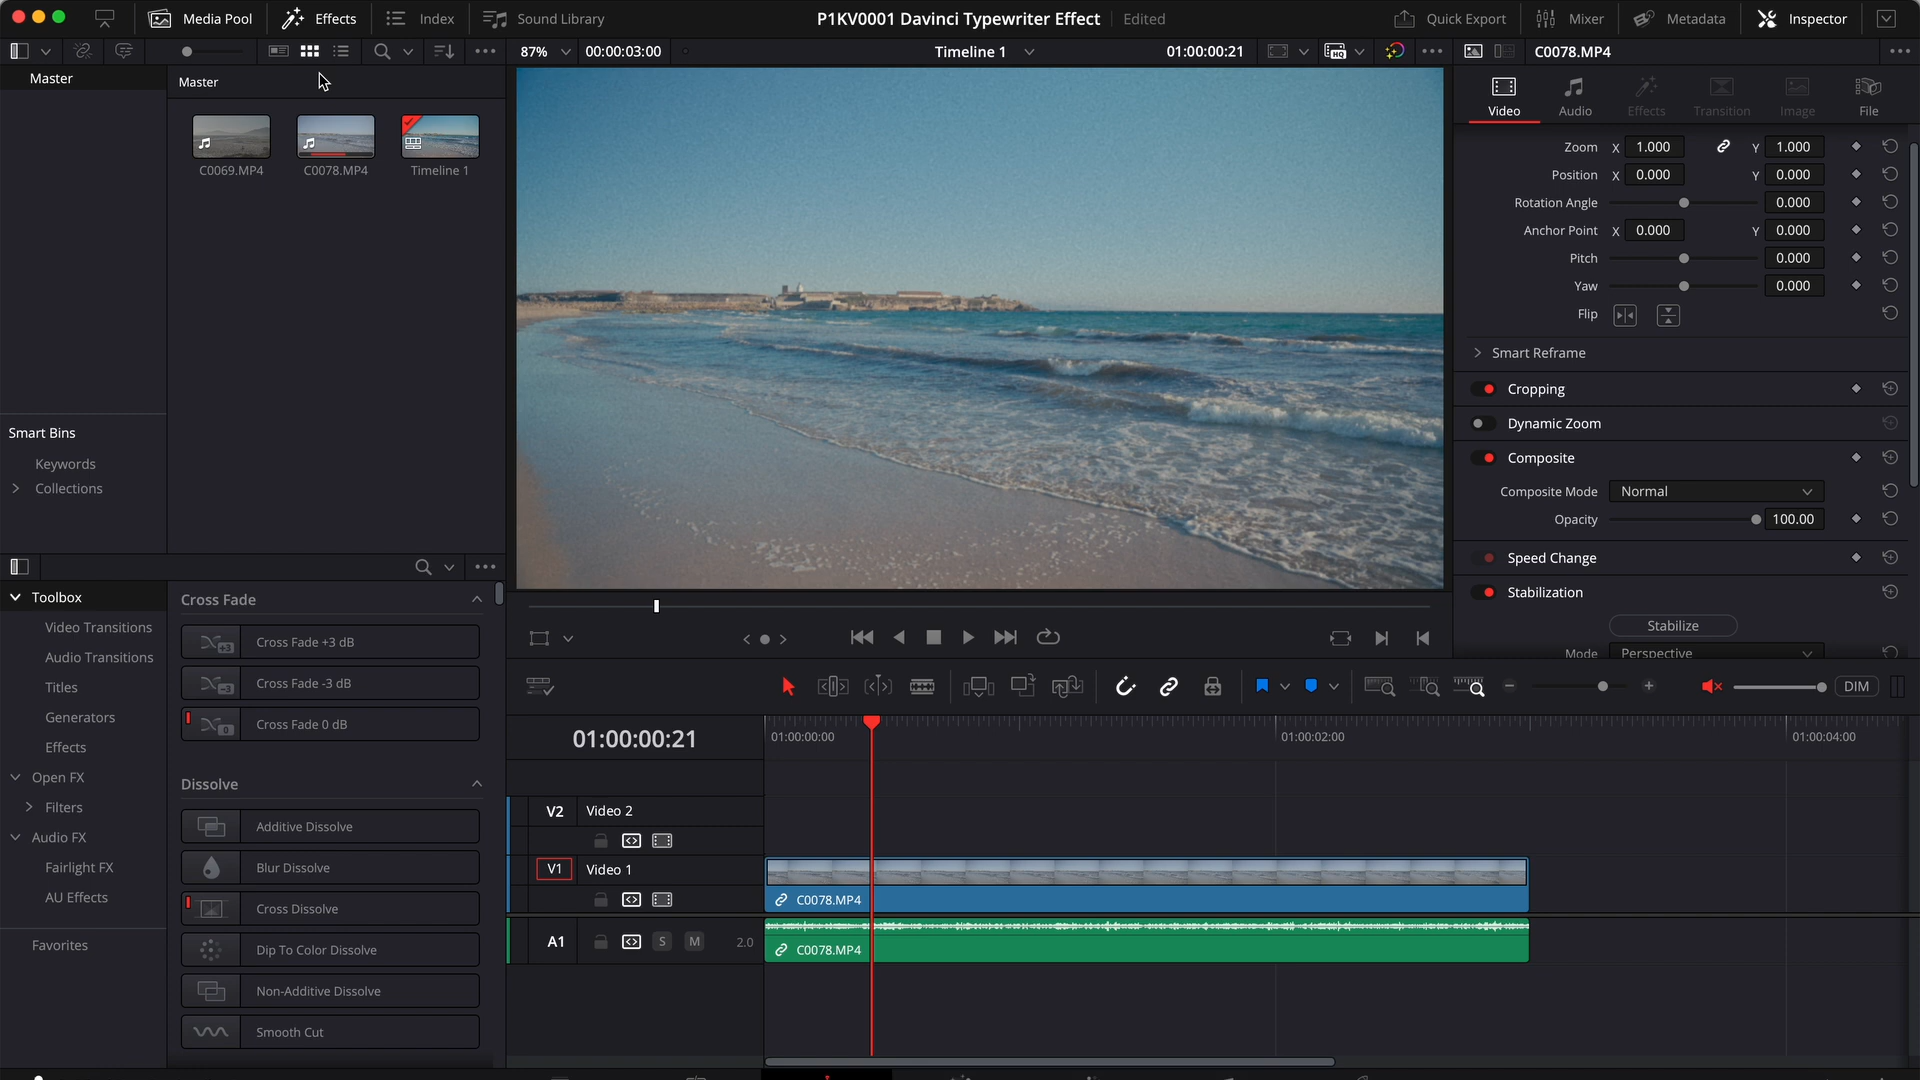 Media Pool
Effects
Index
Sound Library
P1KV0001 Davinci Typewriter Effect
Edited
Quick Export
Mixer
Metadata
Inspector
87%
00:00:03:00
Timeline 1
01:00:00:21
C0078.MP4
Master
Master
C0069.MP4
C0078.MP4
Timeline 1
Smart Bins
Keywords
Collections
Video
Audio
Effects
Transition
Image
File
Zoom X 1.000 Y 1.000
Position X 0.000 Y 0.000
Rotation Angle 0.000
Anchor Point X 0.000 Y 0.000
Pitch 0.000
Yaw 0.000
Flip
Smart Reframe
Cropping
Dynamic Zoom
Composite
Composite Mode Normal
Opacity 100.00
Speed Change
Stabilization
Stabilize
Mode Perspective
Toolbox
Video Transitions
Audio Transitions
Titles
Generators
Effects
Open FX
Filters
Audio FX
Fairlight FX
AU Effects
Favorites
Cross Fade
+3 Cross Fade +3 dB
-3 Cross Fade -3 dB
0 Cross Fade 0 dB
Dissolve
Additive Dissolve
Blur Dissolve
Cross Dissolve
Dip To Color Dissolve
Non-Additive Dissolve
Smooth Cut
DIM
01:00:00:21
01:00:00:00
01:00:02:00
01:00:04:00
V2 Video 2
V1 Video 1
C0078.MP4
A1 S M 2.0
C0078.MP4